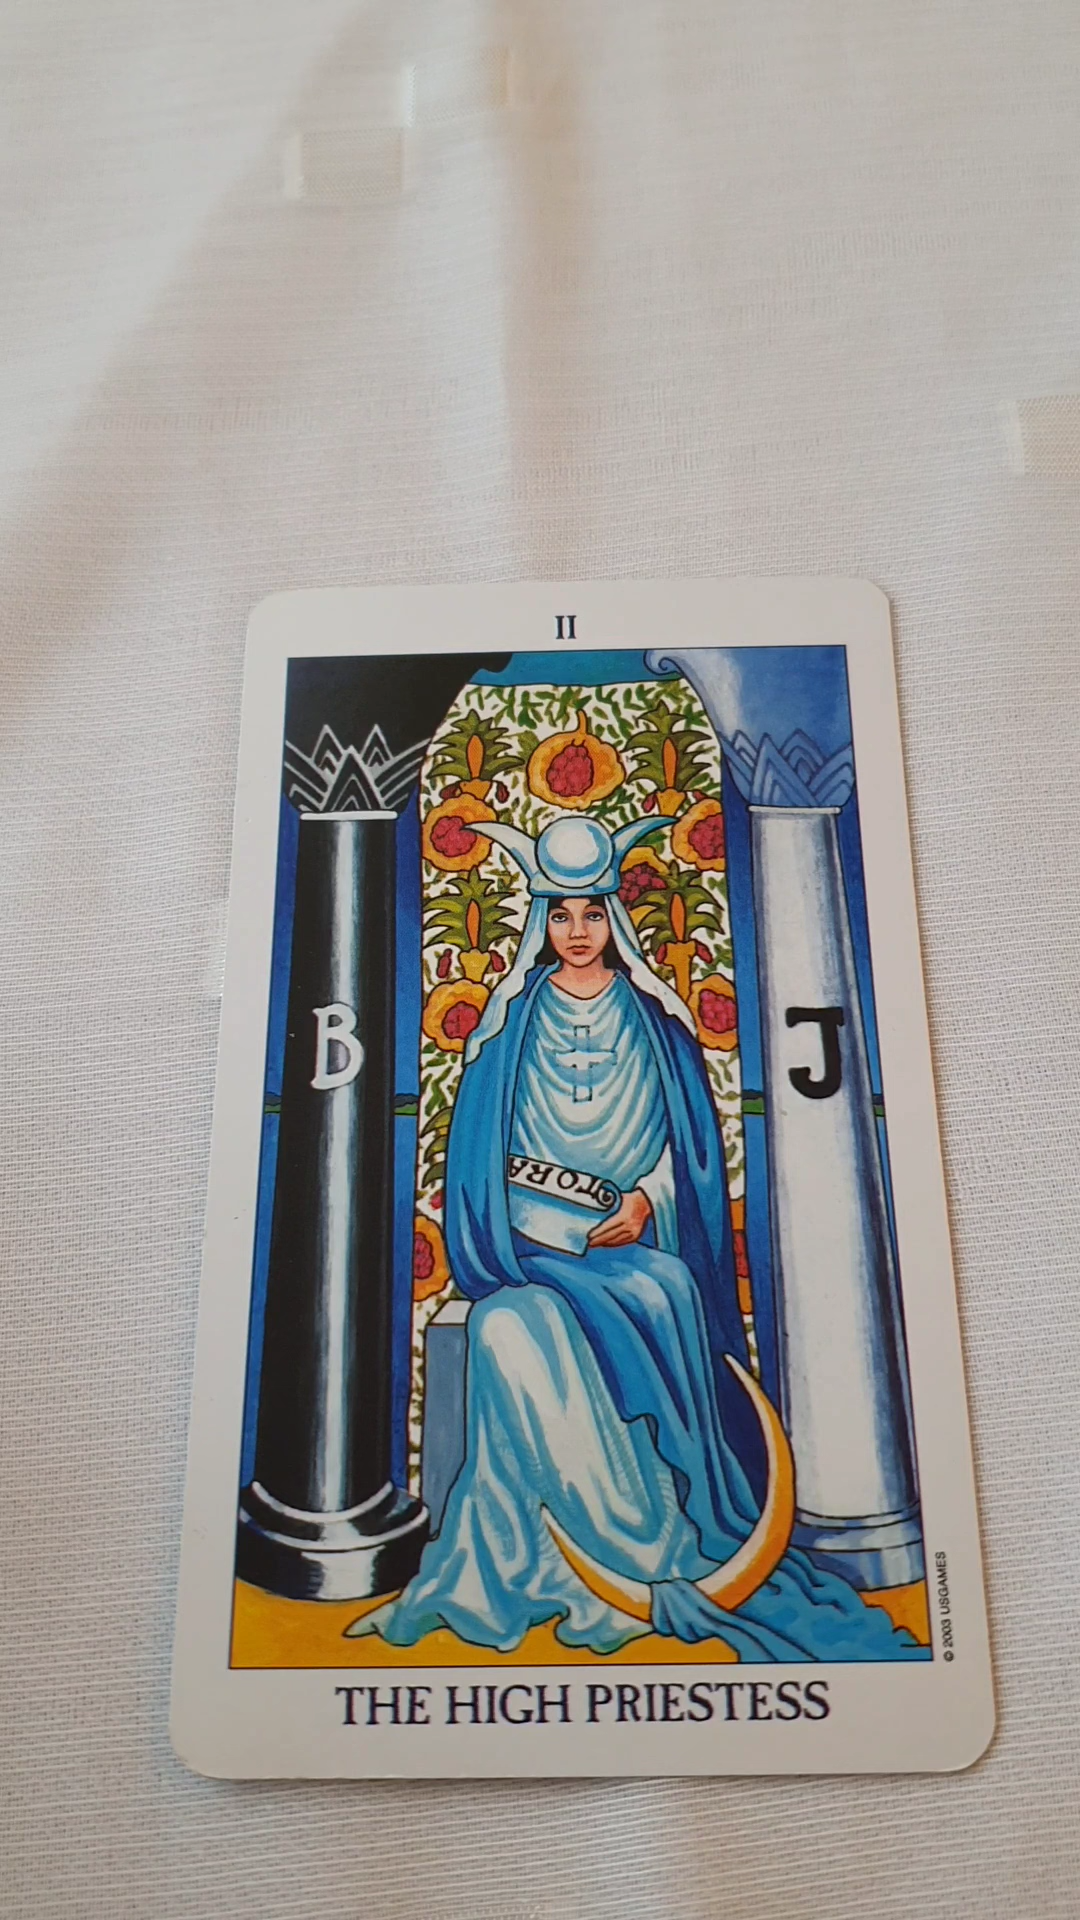 II
B
J
TORA
© 2003 USGAMES
THE HIGH PRIESTESS